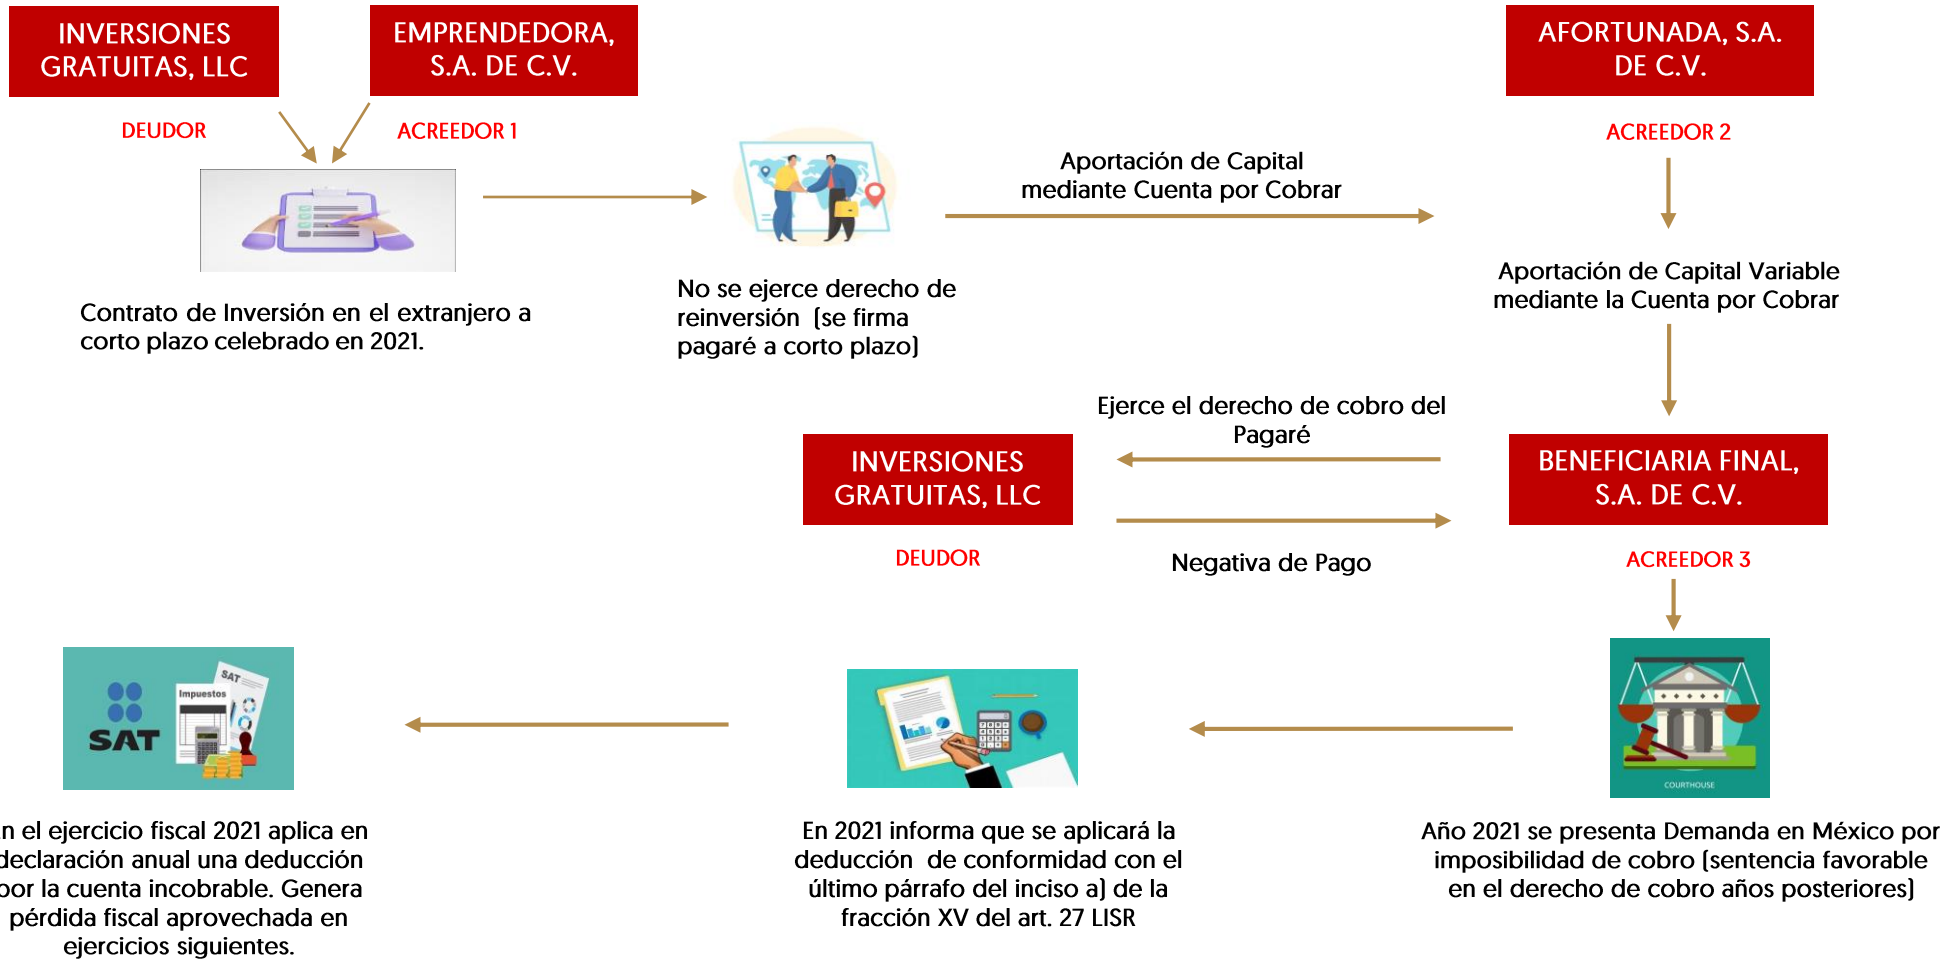 INVERSIONES
GRATUITAS, LLC
DEUDOR
EMPRENDEDORA,
S.A. DE C.V.
ACREEDOR 1
AFORTUNADA, S.A.
DE C.V.
ACREEDOR 2
Contrato de Inversión en el extranjero a
corto plazo celebrado en 2021.
No se ejerce derecho de
reinversión (se firma
pagaré a corto plazo)
Aportación de Capital
mediante Cuenta por Cobrar
Aportación de Capital Variable
mediante la Cuenta por Cobrar
Ejerce el derecho de cobro del
Pagaré
INVERSIONES
GRATUITAS, LLC
DEUDOR
Negativa de Pago
BENEFICIARIA FINAL,
S.A. DE C.V.
ACREEDOR 3
SAT
Impuestos
SAT
COURTHOUSE
n el ejercicio fiscal 2021 aplica en
declaración anual una deducción
por la cuenta incobrable. Genera
pérdida fiscal aprovechada en
ejercicios siguientes.
En 2021 informa que se aplicará la
deducción de conformidad con el
último párrafo del inciso a) de la
fracción XV del art. 27 LISR
Año 2021 se presenta Demanda en México por
imposibilidad de cobro (sentencia favorable
en el derecho de cobro años posteriores)